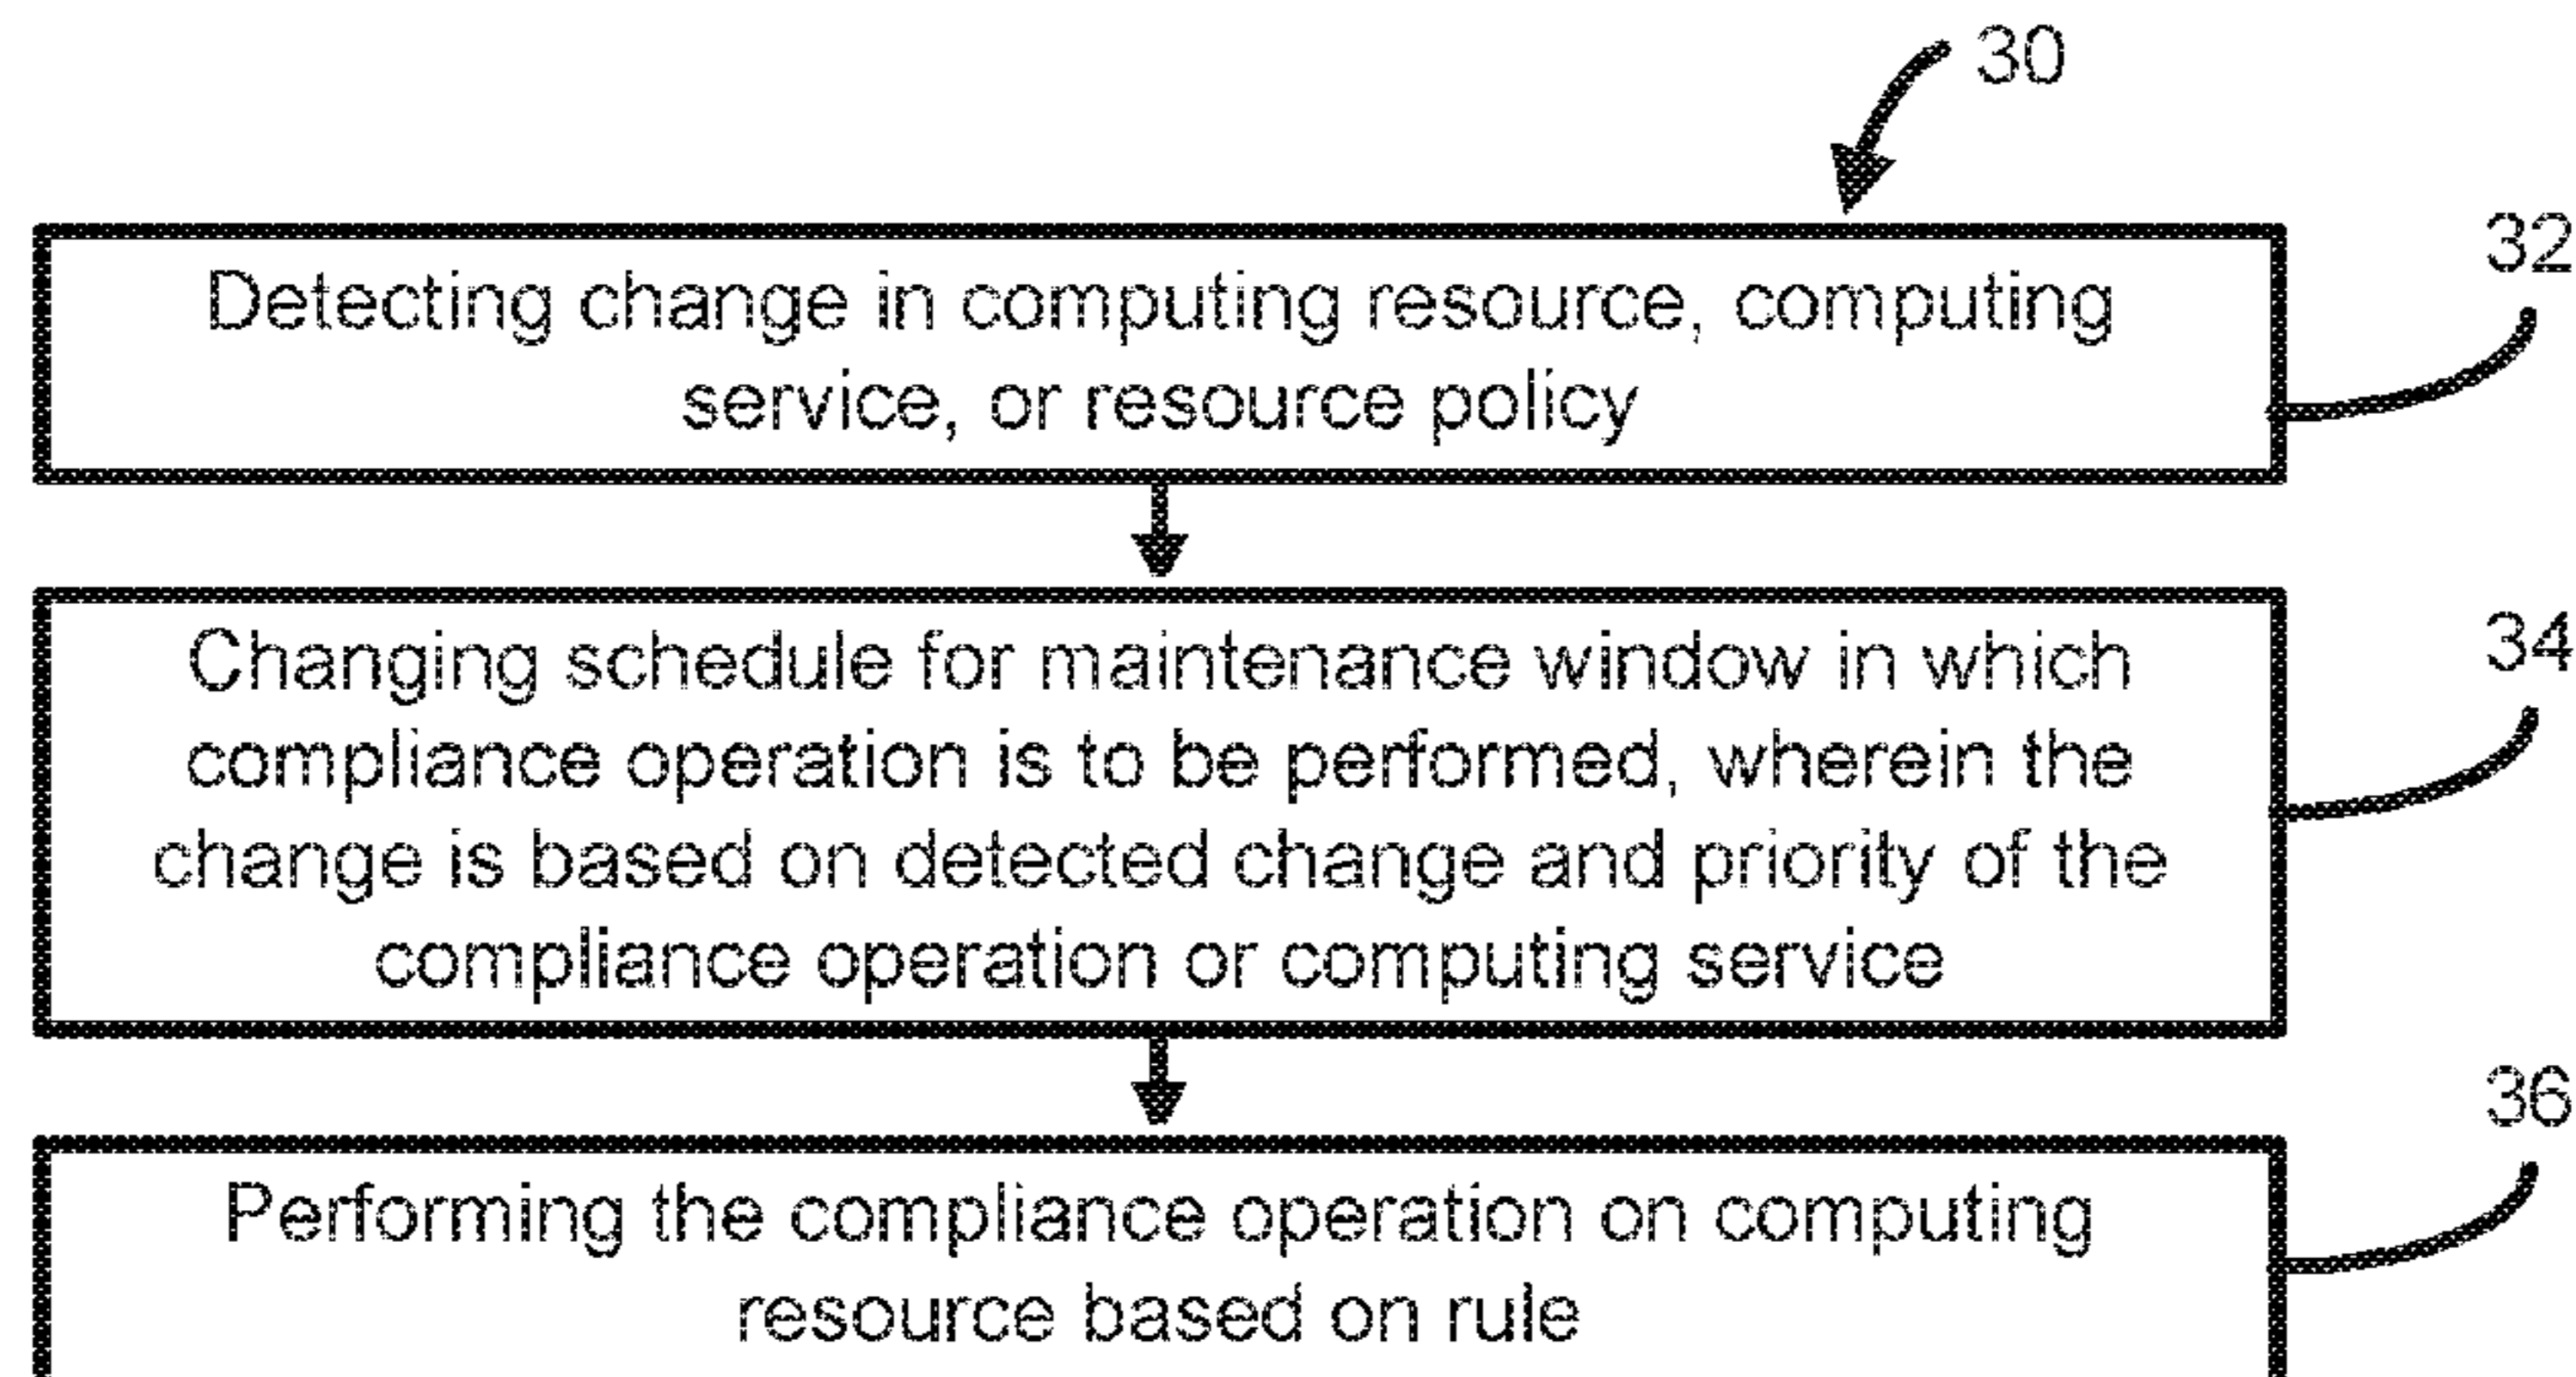 30
32
Detecting change in computing resource, computing
service, or resource policy
34
Changing schedule for maintenance window in which
compliance operation is to be performed, wherein the
change is based on detected change and priority of the
compliance operation or computing service
36
Performing the compliance operation on computing
resource based on rule